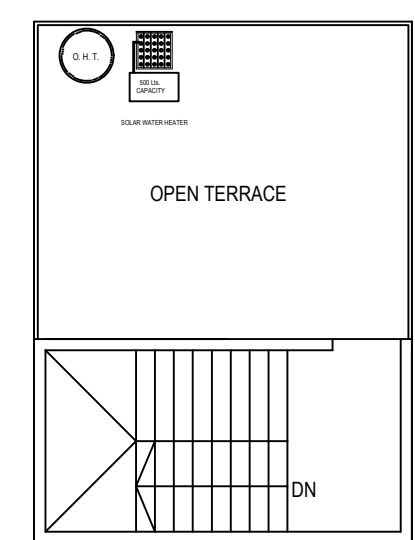 O. H. T.
500 Lts.
CAPACITY
SOLAR WATER HEATER
OPEN TERRACE
DN